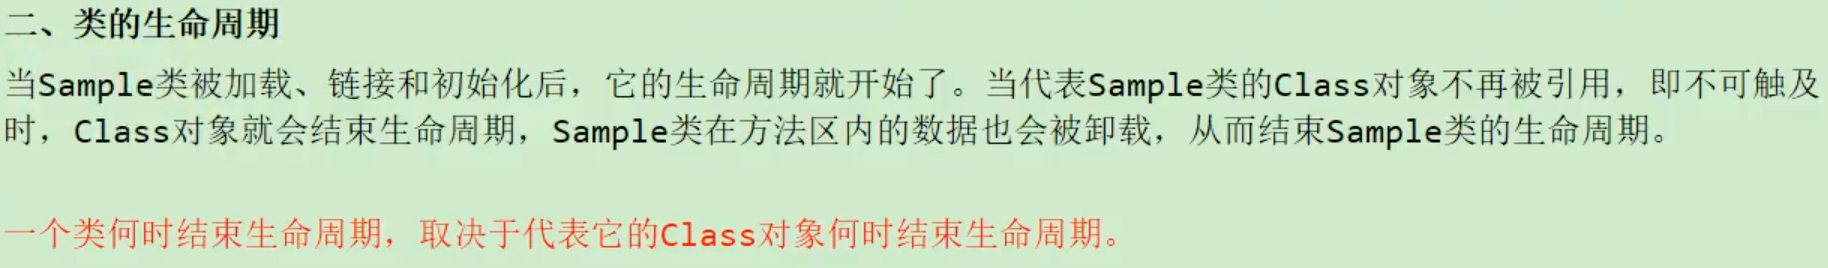 二、类的生命周期
当Sample类被加载、链接和初始化后，它的生命周期就开始了。当代表Sample类的Class对象不再被引用，即不可触及
时，Class对象就会结束生命周期，Sample类在方法区内的数据也会被卸载，从而结束Sample类的生命周期。
一个类何时结束生命周期，取决于代表它的Class对象何时结束生命周期。